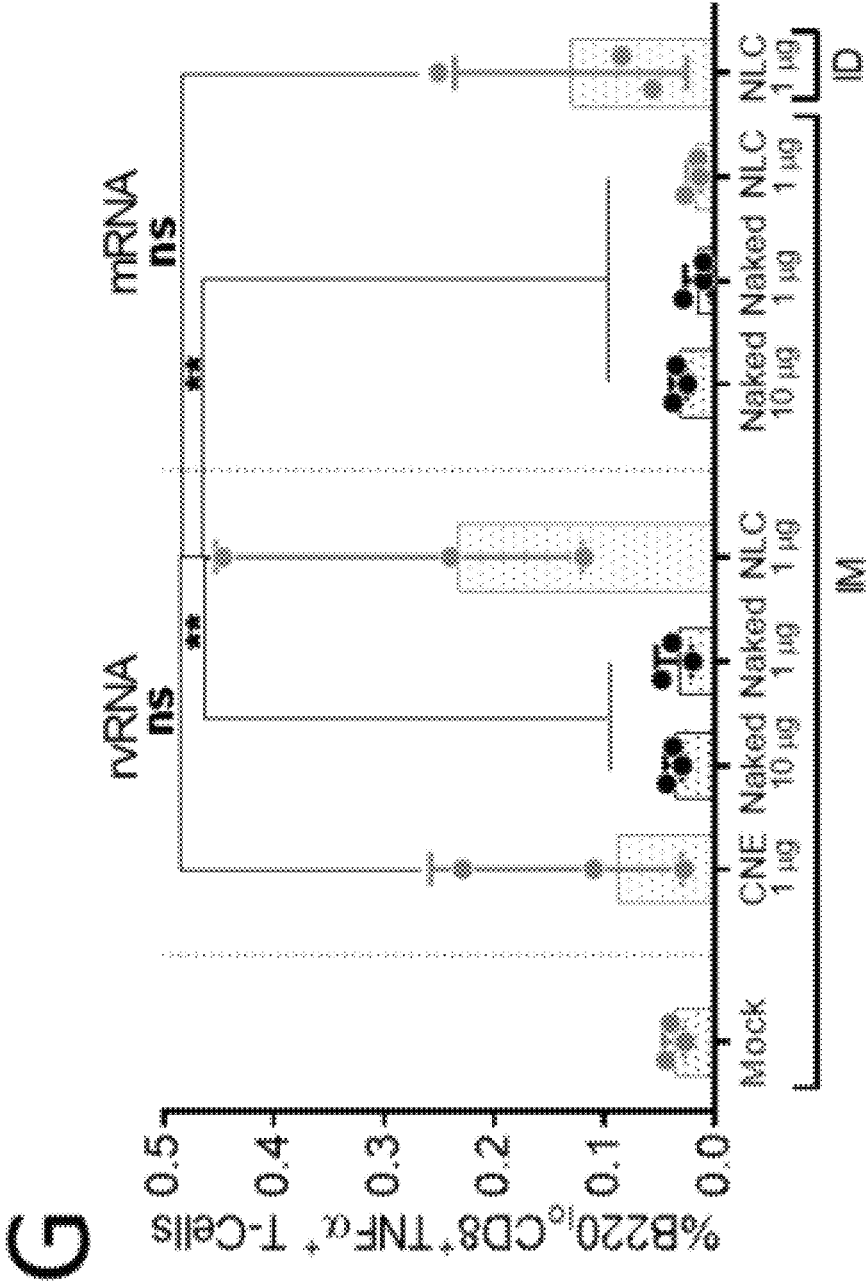 G
%B220loCD8+TNFα+ T-Cells
0.5
0.4
0.3
0.2
0.1
0.0
rvRNA
ns
mRNA
ns
**
**
Mock
CNE
1 µg
Naked
10 µg
Naked
1 µg
NLC
1 µg
Naked
10 µg
Naked
1 µg
NLC
1 µg
NLC
1 µg
IM
ID